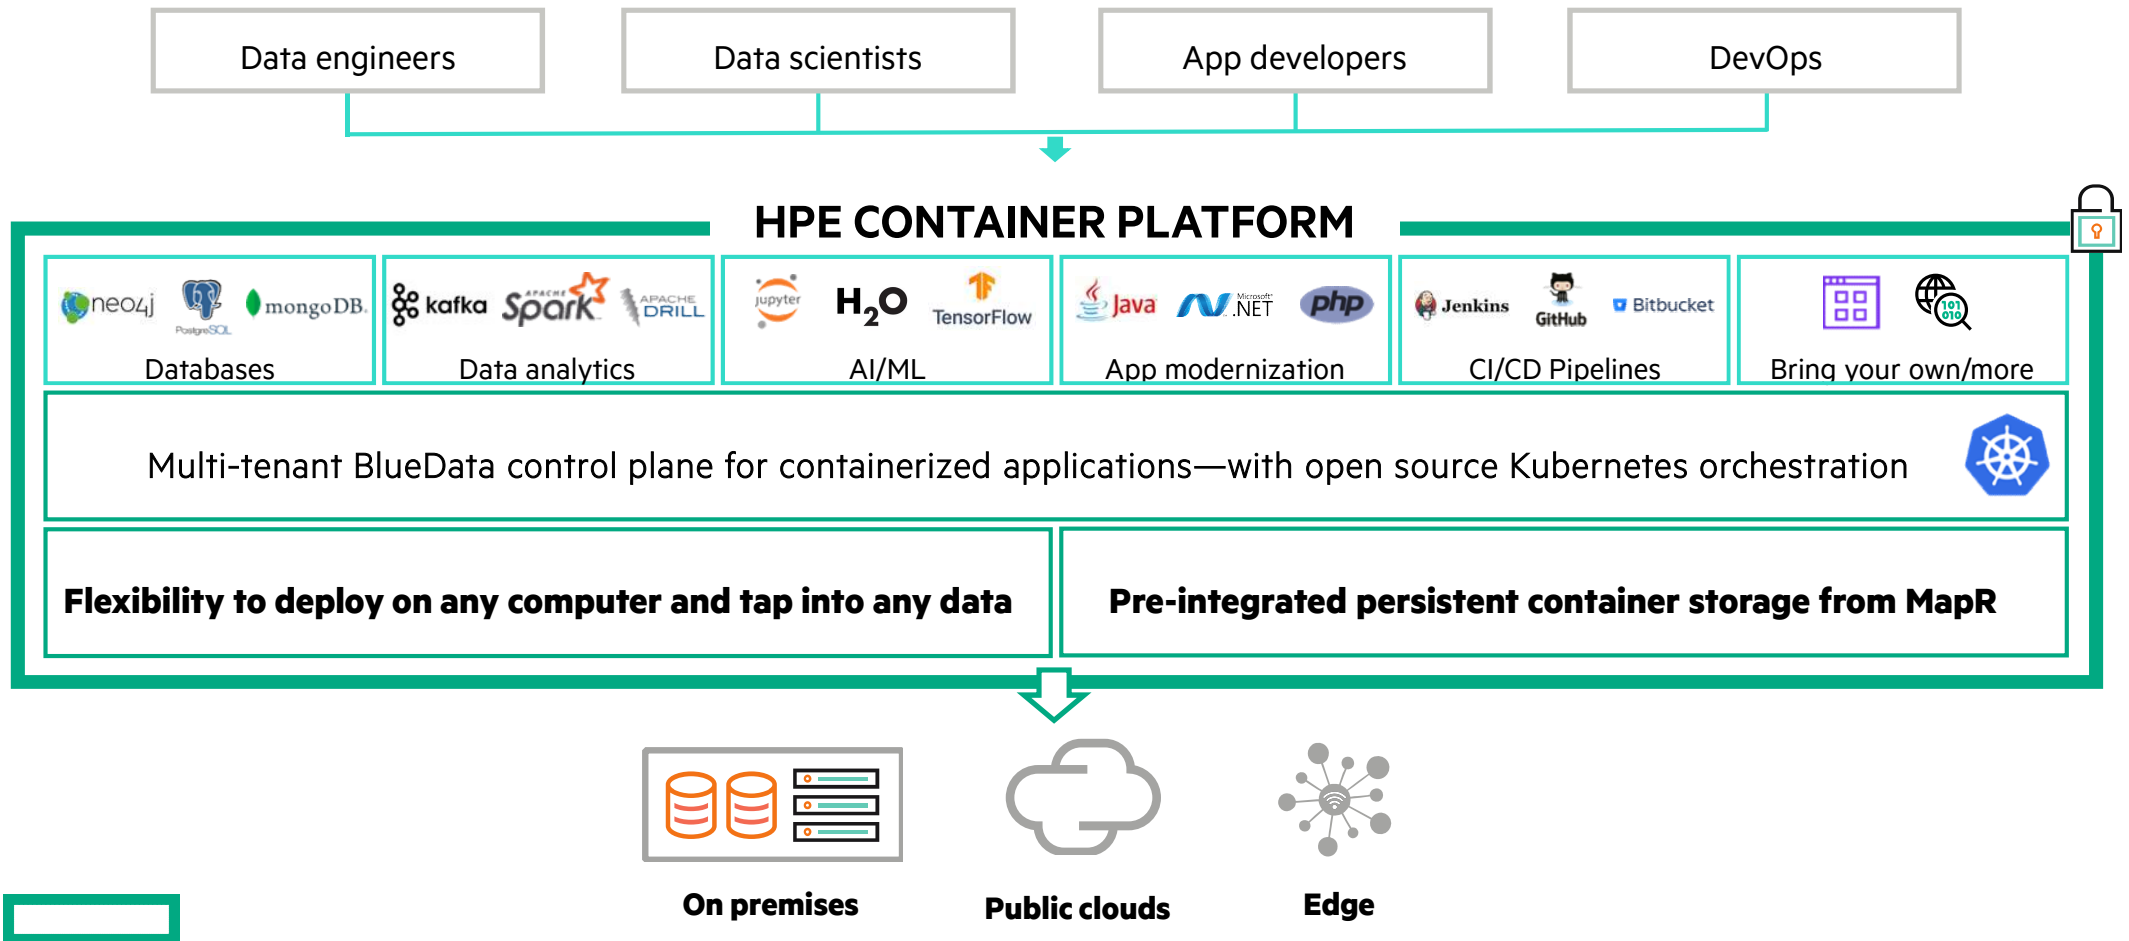 Data engineers
Data scientists
App developers
DevOps
HPE CONTAINER PLATFORM
neo4j
PostgreSQL
mongoDB.
kafka
APACHE
Spark
APACHE
DRILL
jupyter
H2O
TensorFlow
Java
Microsoft
.NET
php
Jenkins
GitHub
Bitbucket
101
010
Databases
Data analytics
AI/ML
App modernization
CI/CD Pipelines
Bring your own/more
Multi-tenant BlueData control plane for containerized applications—with open source Kubernetes orchestration
Flexibility to deploy on any computer and tap into any data
Pre-integrated persistent container storage from MapR
On premises
Public clouds
Edge